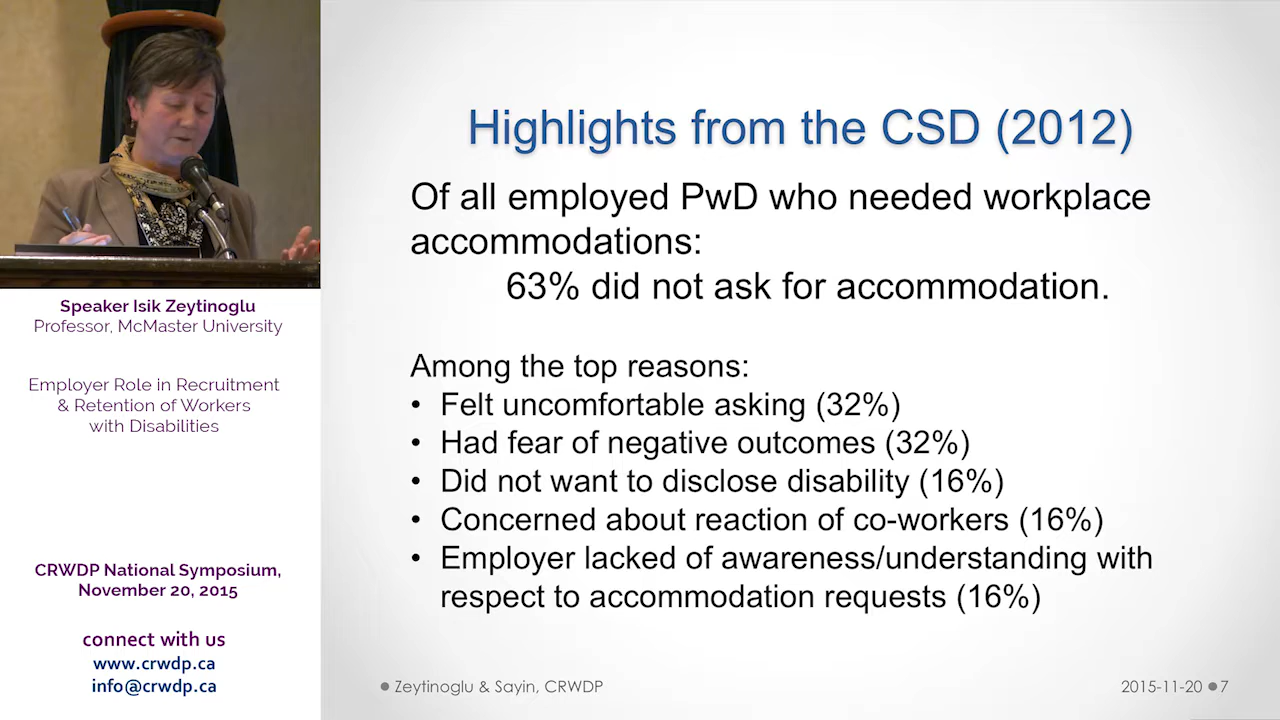 Speaker Isik Zeytinoglu
Professor, McMaster University
Employer Role in Recruitment
& Retention of Workers
with Disabilities
CRWDP National Symposium,
November 20, 2015
connect with us
www.crwdp.ca
info@crwdp.ca
Highlights from the CSD (2012)
Of all employed PwD who needed workplace
accommodations:
63% did not ask for accommodation.
Among the top reasons:
• Felt uncomfortable asking (32%)
• Had fear of negative outcomes (32%)
• Did not want to disclose disability (16%)
• Concerned about reaction of co-workers (16%)
• Employer lacked of awareness/understanding with
respect to accommodation requests (16%)
Zeytinoglu & Sayin, CRWDP
2015-11-20 ● 7